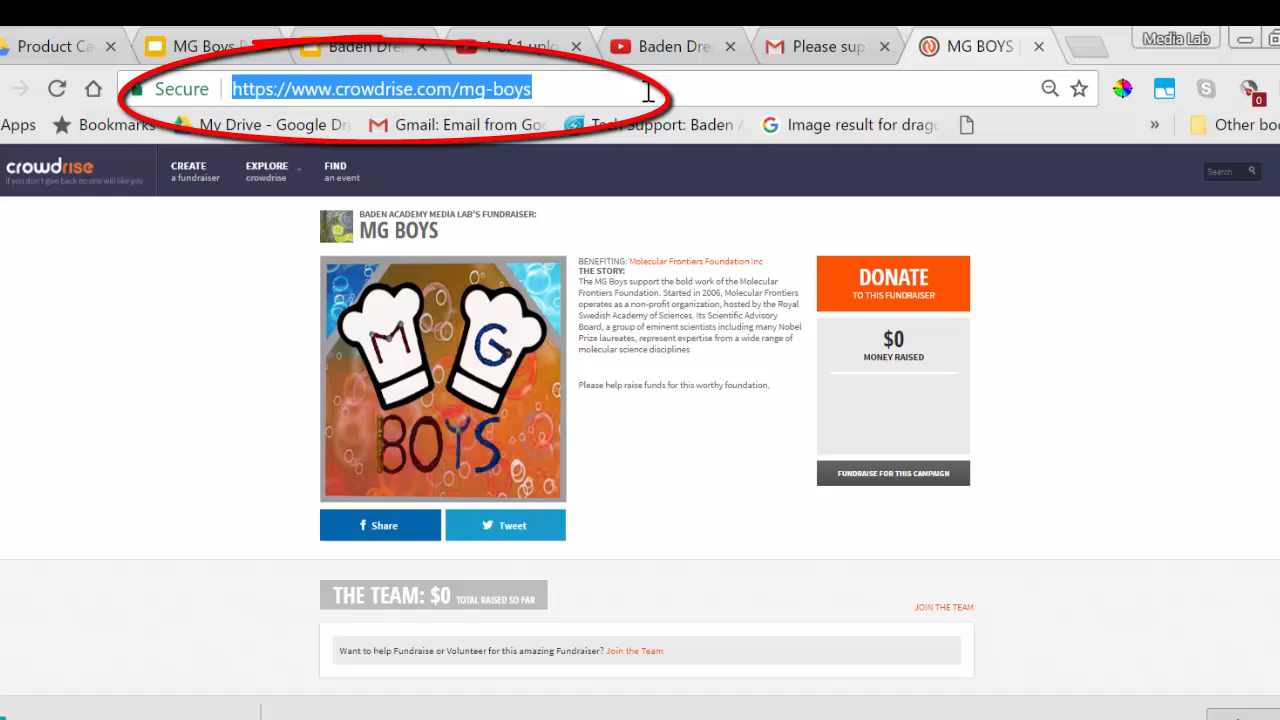 Product Ca
MG Boys
Baden Dre
1 of 1 uplo
Baden Dre
Please sup
MG BOYS
Media Lab
Secure
https://www.crowdrise.com/mg-boys
Apps
Bookmarks
My Drive - Google Dri
Gmail: Email from Goo
Tech Support: Baden A
Image result for drago
»
Other boo
0
crowdrise
if you don't give back no one will like you
CREATE
a fundraiser
EXPLORE
crowdrise
FIND
an event
Search
BADEN ACADEMY MEDIA LAB'S FUNDRAISER:
MG BOYS
M G
BOYS
Share
Tweet
BENEFITING: Molecular Frontiers Foundation Inc
THE STORY:
The MG Boys support the bold work of the Molecular
Frontiers Foundation. Started in 2006, Molecular Frontiers
operates as a non-profit organization, hosted by the Royal
Swedish Academy of Sciences. Its Scientific Advisory
Board, a group of eminent scientists including many Nobel
Prize laureates, represent expertise from a wide range of
molecular science disciplines
Please help raise funds for this worthy foundation.
DONATE
TO THIS FUNDRAISER
$0
MONEY RAISED
FUNDRAISE FOR THIS CAMPAIGN
THE TEAM: $0 TOTAL RAISED SO FAR
JOIN THE TEAM
Want to help Fundraise or Volunteer for this amazing Fundraiser? Join the Team